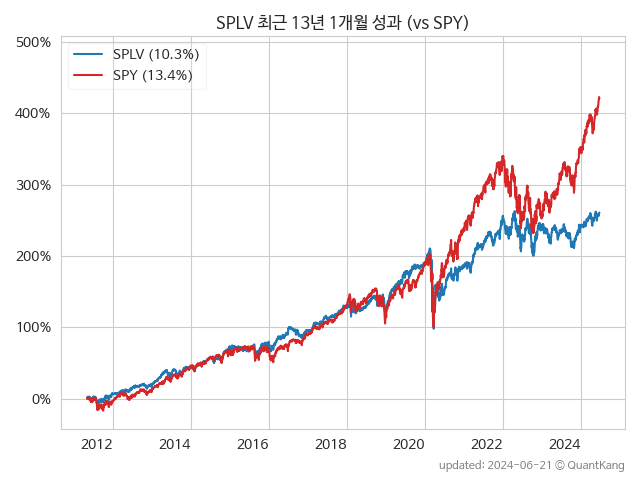 SPLV 최근 13년 1개월 성과 (vs SPY)
500%
SPLV (10.3%)
SPY (13.4%)
400%
300%
200%
100%
0%
2012 2014 2016 2018 2020 2022 2024
updated: 2024-06-21 © QuantKang